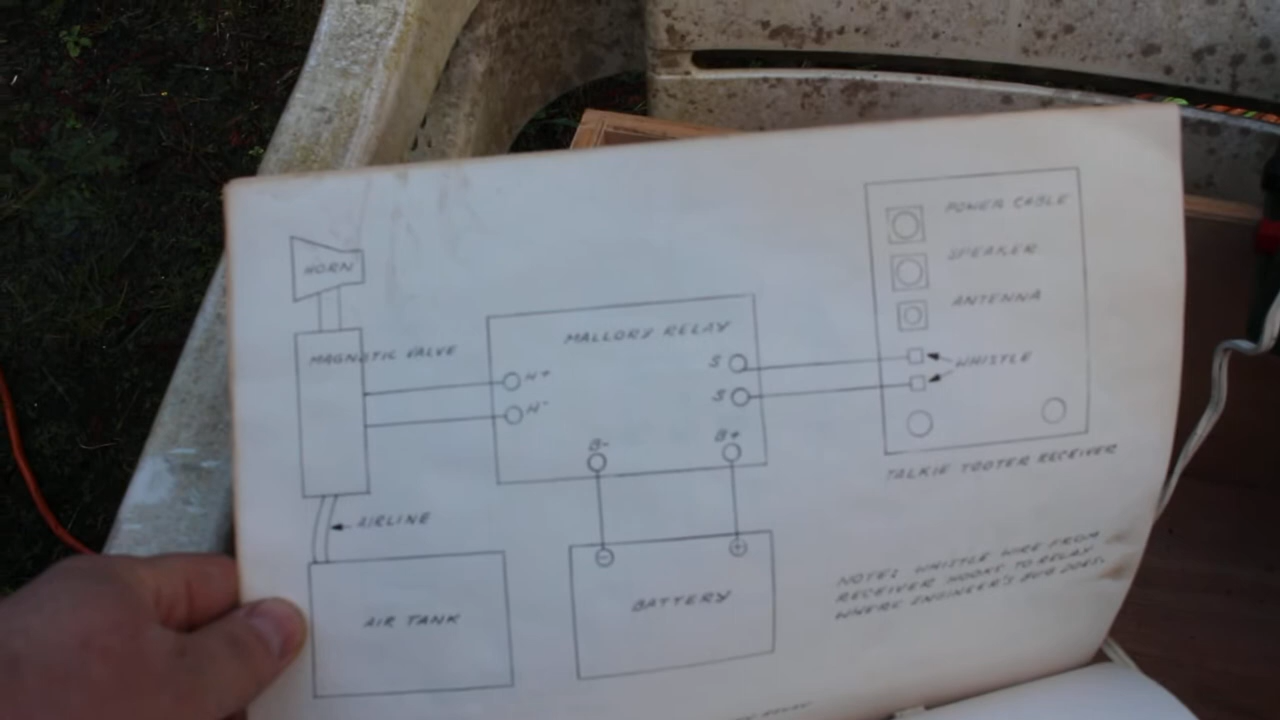 HORN
MAGNETIC VALVE
AIRLINE
AIR TANK
MALLORY RELAY
H+
H-
S
S
B-
B+
BATTERY
POWER CABLE
SPEAKER
ANTENNA
WHISTLE
TALKIE TOOTER RECEIVER
NOTE: WHISTLE WIRE FROM
RECEIVER HOOKS TO RELAY
WHERE ENGINEER'S BUG DOES.
RELAY